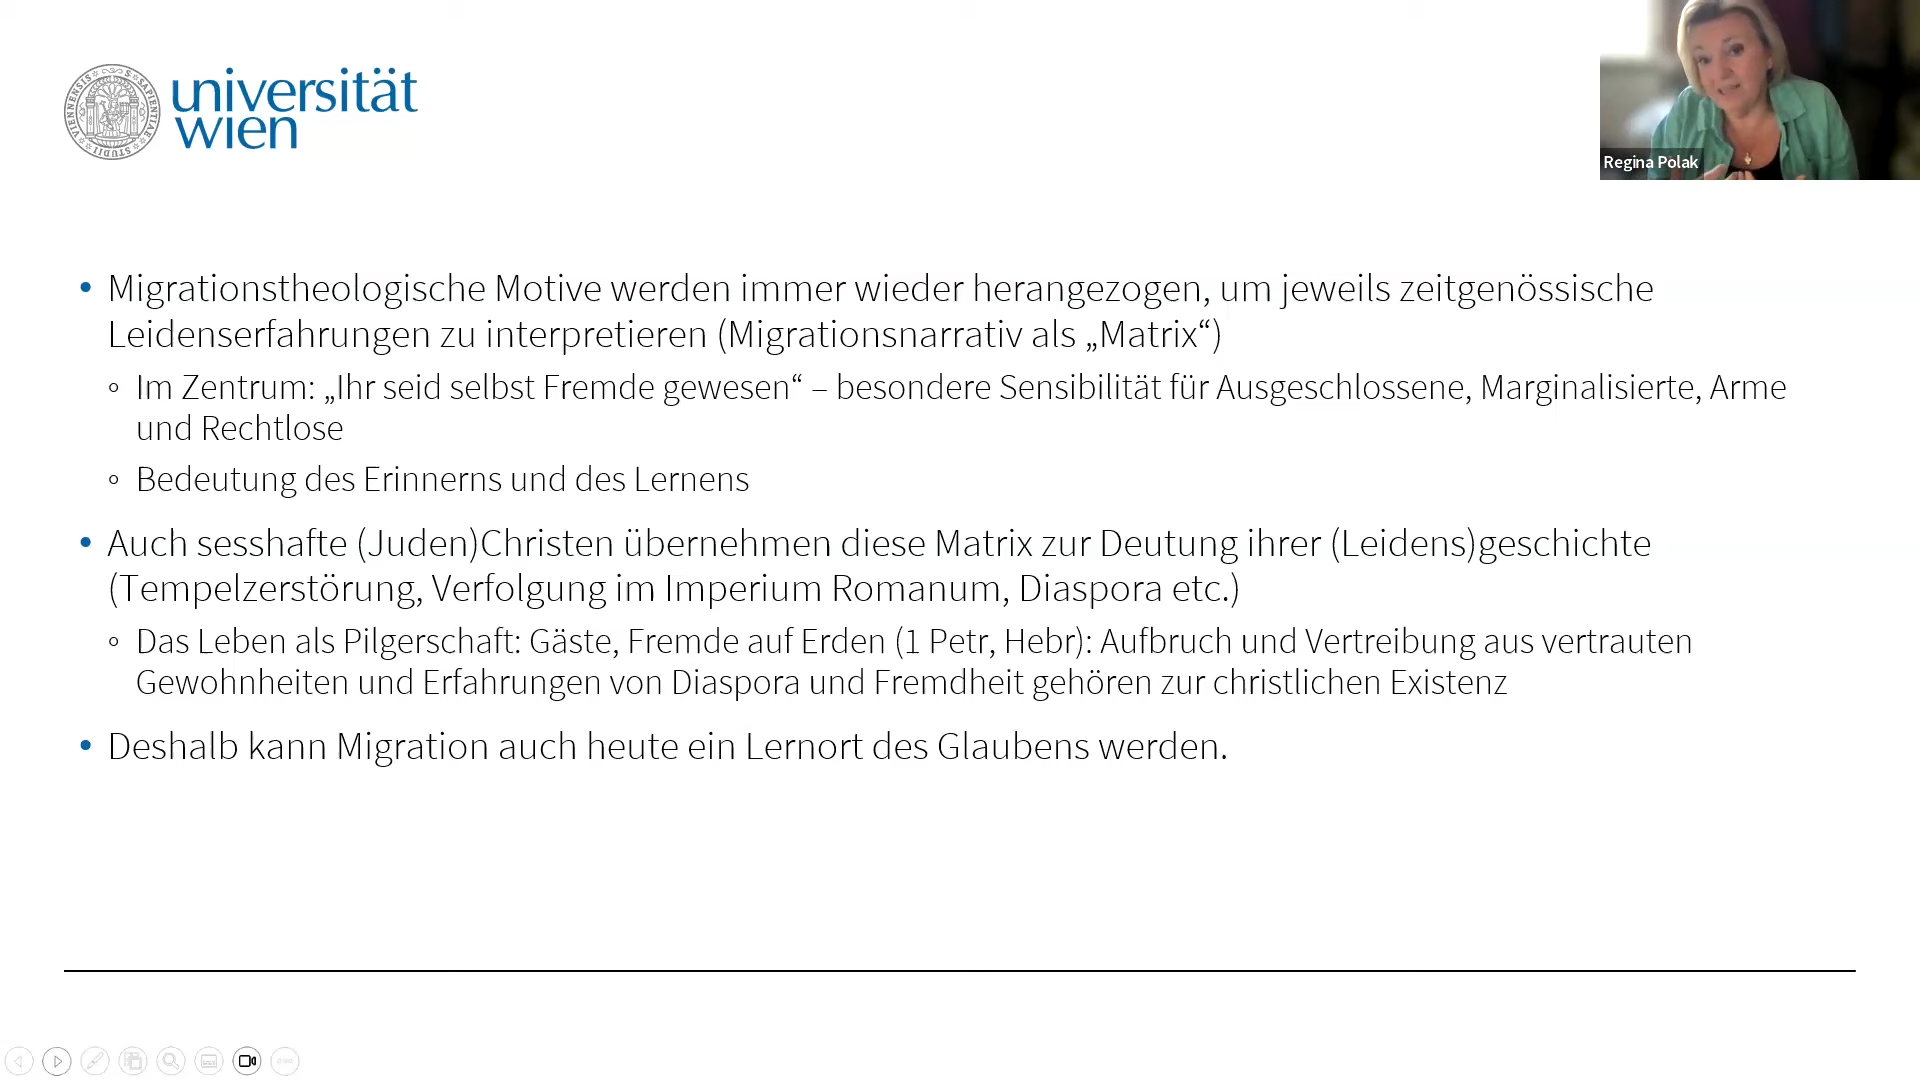 universität
wien
Regina Polak
• Migrationstheologische Motive werden immer wieder herangezogen, um jeweils zeitgenössische
Leidenserfahrungen zu interpretieren (Migrationsnarrativ als „Matrix“)
◦ Im Zentrum: „Ihr seid selbst Fremde gewesen“ – besondere Sensibilität für Ausgeschlossene, Marginalisierte, Arme
und Rechtlose
◦ Bedeutung des Erinnerns und des Lernens
• Auch sesshafte (Juden)Christen übernehmen diese Matrix zur Deutung ihrer (Leidens)geschichte
(Tempelzerstörung, Verfolgung im Imperium Romanum, Diaspora etc.)
◦ Das Leben als Pilgerschaft: Gäste, Fremde auf Erden (1 Petr, Hebr): Aufbruch und Vertreibung aus vertrauten
Gewohnheiten und Erfahrungen von Diaspora und Fremdheit gehören zur christlichen Existenz
• Deshalb kann Migration auch heute ein Lernort des Glaubens werden.